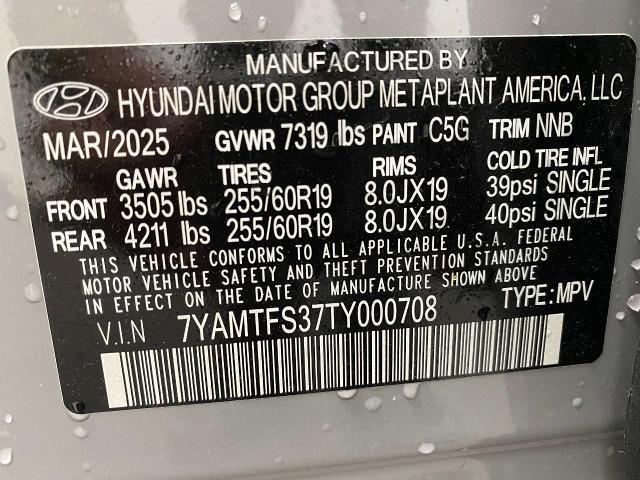 MANUFACTURED BY
HYUNDAI MOTOR GROUP METAPLANT AMERICA, LLC
MAR/2025 GVWR 7319 lbs PAINT C5G TRIM NNB
GAWR TIRES RIMS COLD TIRE INFL
FRONT 3505 lbs 255/60R19 8.0JX19 39psi SINGLE
REAR 4211 lbs 255/60R19 8.0JX19 40psi SINGLE
THIS VEHICLE CONFORMS TO ALL APPLICABLE U.S.A. FEDERAL
MOTOR VEHICLE SAFETY AND THEFT PREVENTION STANDARDS
IN EFFECT ON THE DATE OF MANUFACTURE SHOWN ABOVE
V.I.N 7YAMTFS37TY000708 TYPE: MPV